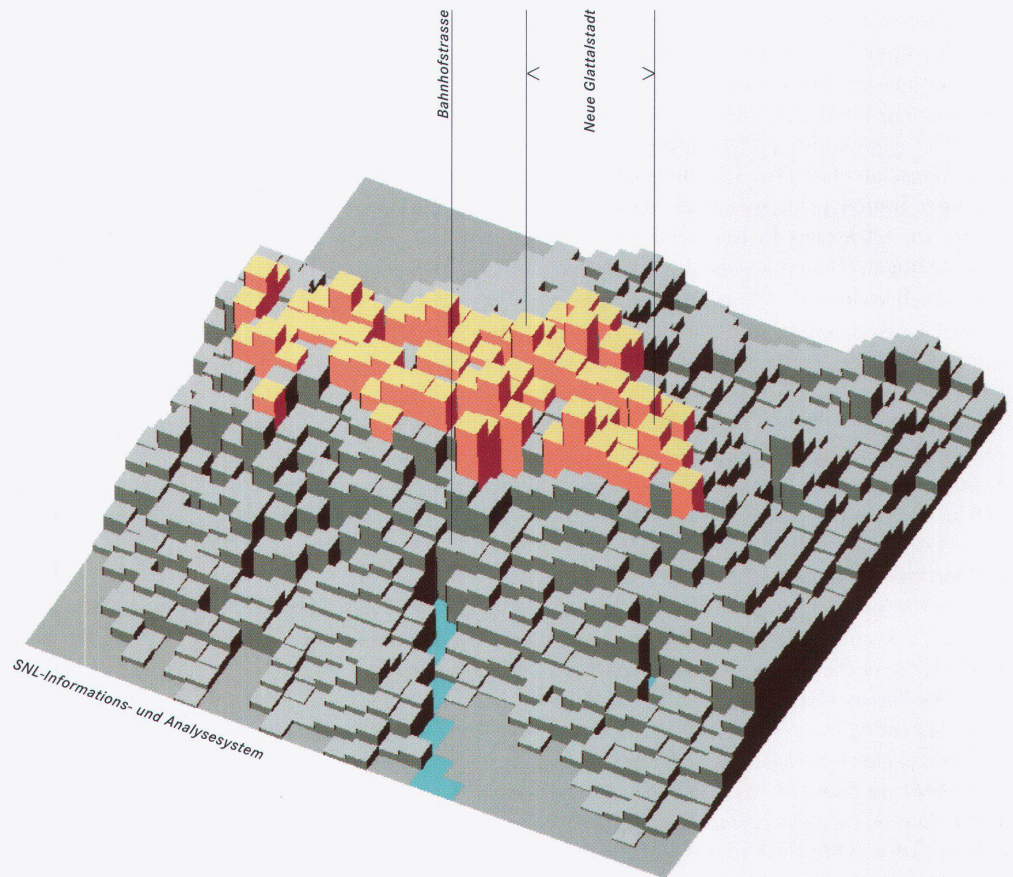 Bahnhofstrasse
Neue Glattalstadt
SNL-Informations- und Analysesystem